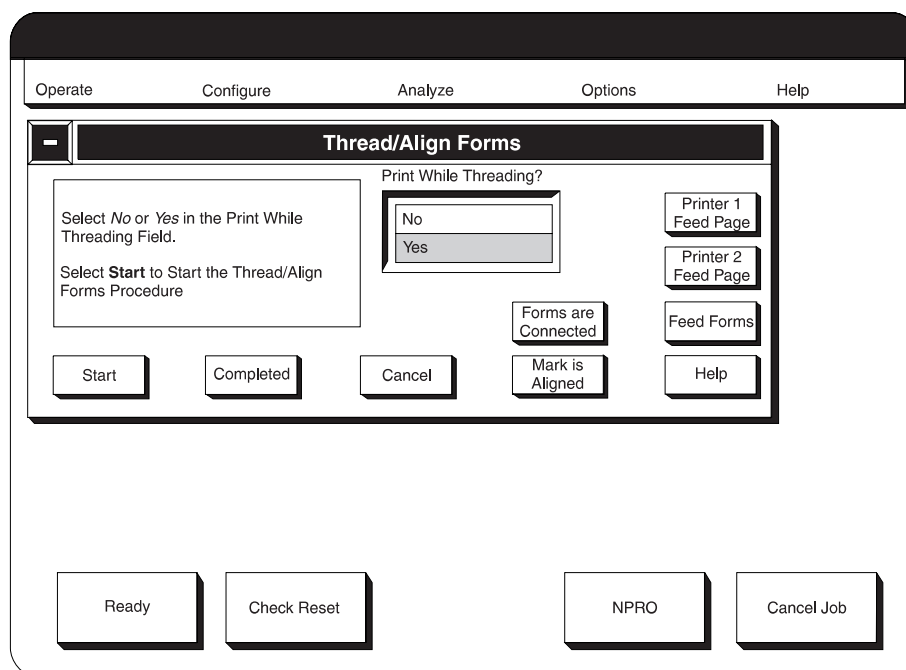 Operate Configure Analyze Options Help
Thread/Align Forms
Select No or Yes in the Print While
Threading Field.
Select Start to Start the Thread/Align
Forms Procedure
Print While Threading?
No
Yes
Printer 1
Feed Page
Printer 2
Feed Page
Forms are
Connected
Feed Forms
Start
Completed
Cancel
Mark is
Aligned
Help
Ready
Check Reset
NPRO
Cancel Job